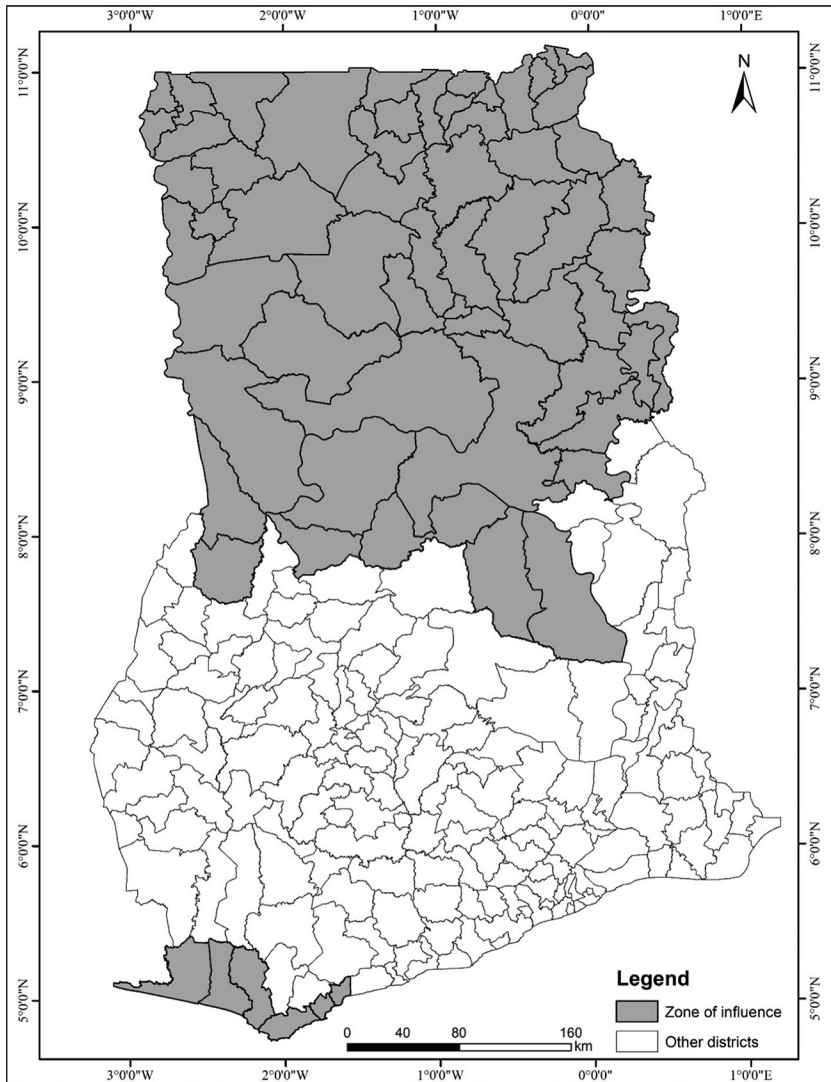 3°0'0"W 2°0'0"W 1°0'0"W 0°0'0" 1°0'0"E
N
11°0'0"N 11°0'0"N
10°0'0"N 10°0'0"N
9°0'0"N 9°0'0"N
8°0'0"N 8°0'0"N
7°0'0"N 7°0'0"N
6°0'0"N 6°0'0"N
5°0'0"N 5°0'0"N
Legend
Zone of influence
Other districts
0 40 80 160
km
3°0'0"W 2°0'0"W 1°0'0"W 0°0'0" 1°0'0"E